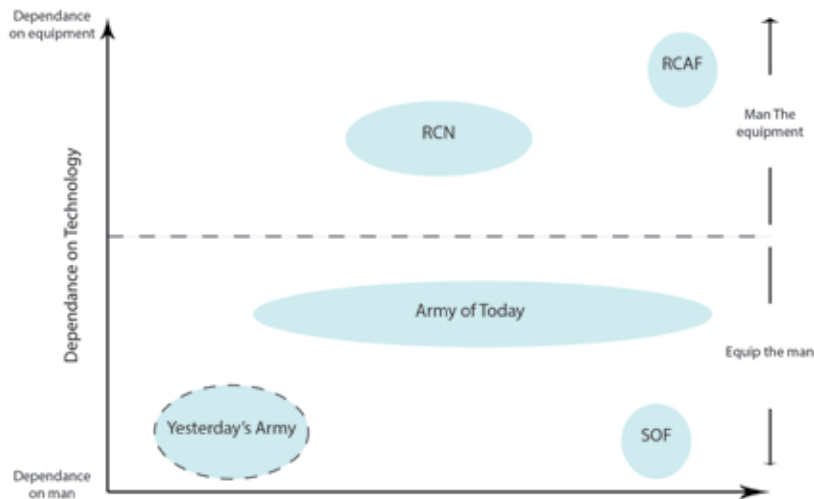 Dependance
on equipment
RCAF
Man The
equipment
RCN
Dependance on Technology
Army of Today
Equip the man
Yesterday's Army
SOF
Dependance
on man